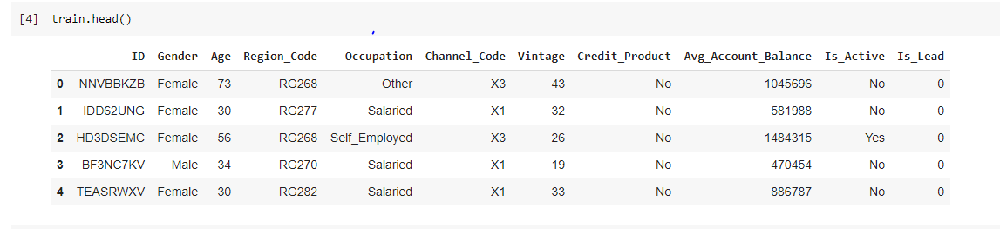 [4] train.head()
ID Gender Age Region_Code Occupation Channel_Code Vintage Credit_Product Avg_Account_Balance Is_Active Is_Lead
0 NNVBBKZB Female 73 RG268 Other X3 43 No 1045696 No 0
1 IDD62UNG Female 30 RG277 Salaried X1 32 No 581988 No 0
2 HD3DSEMC Female 56 RG268 Self_Employed X3 26 No 1484315 Yes 0
3 BF3NC7KV Male 34 RG270 Salaried X1 19 No 470454 No 0
4 TEASRWXV Female 30 RG282 Salaried X1 33 No 886787 No 0